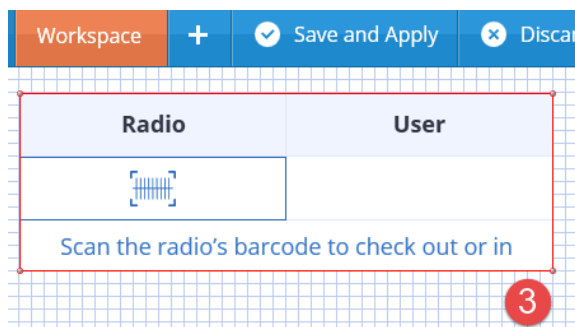 Workspace + Save and Apply Discar
Radio User
Scan the radio's barcode to check out or in
3